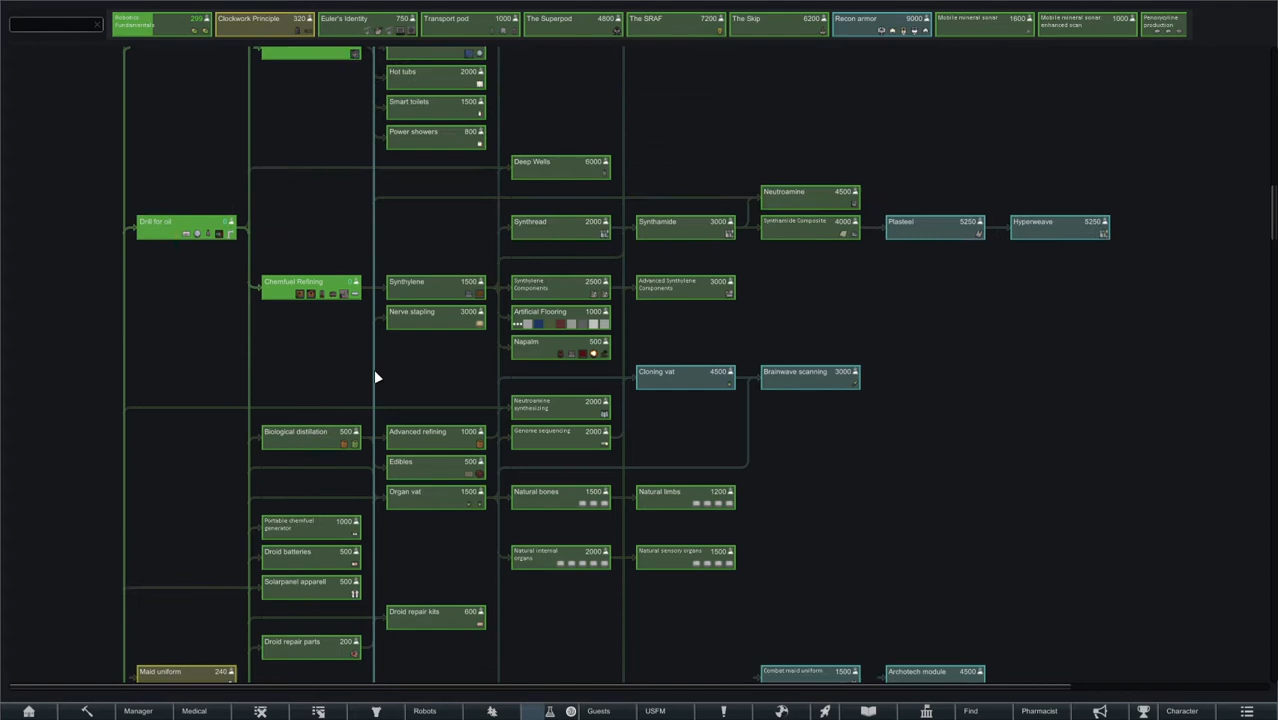 Robotics
Fundamentals 299
Clockwork Principle 320
Euler's Identity 750
Transport pod 1000
The Superpod 4800
The SRAF 7200
The Skip 6200
Recon armor 9000
Mobile mineral sonar 1600
Mobile mineral sonar 1000
enhanced scan
Penoxycyline
production
Hot tubs 2000
Smart toilets 1500
Power showers 800
Deep Wells 6000
Neutroamine 4500
Drill for oil 0
Synthread 2000
Synthamide 3000
Synthamide Composite 4000
Plasteel 5250
Hyperweave 5250
Chemfuel Refining 0
Synthylene 1500
Synthylene 2500
Components
Advanced Synthylene 3000
Components
Nerve stapling 3000
Artificial Flooring 1000
Napalm 500
Cloning vat 4500
Brainwave scanning 3000
Neutroamine 2000
synthesizing
Biological distillation 500
Advanced refining 1000
Genome sequencing 2000
Edibles 500
Organ vat 1500
Natural bones 1500
Natural limbs 1200
Portable chemfuel 1000
generator
Droid batteries 500
Natural internal 2000
organs
Natural sensory organs 1500
Solarpanel apparell 500
Droid repair kits 600
Droid repair parts 200
Maid uniform 240
Combat maid uniform 1500
Archotech module 4500
Manager
Medical
Robots
Guests
USFM
Find
Pharmacist
Character